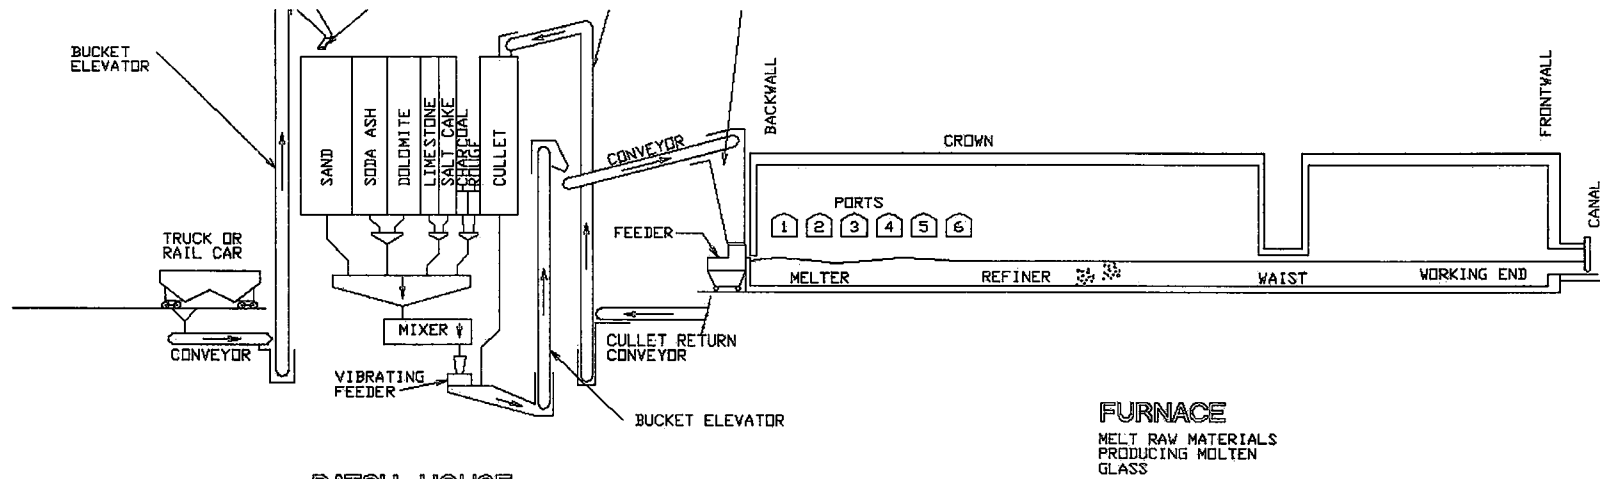 BUCKET
ELEVATOR
SAND
SODA ASH
DOLOMITE
LIMESTONE
SALT CAKE
CHARCOAL
ROUGE
CULLET
CONVEYOR
BACKWALL
CROWN
FRONTWALL
CANAL
PORTS
1 2 3 4 5 6
FEEDER
TRUCK OR
RAIL CAR
MELTER
REFINER
WAIST
WORKING END
MIXER
CONVEYOR
CULLET RETURN
CONVEYOR
VIBRATING
FEEDER
BUCKET ELEVATOR
FURNACE
MELT RAW MATERIALS
PRODUCING MOLTEN
GLASS